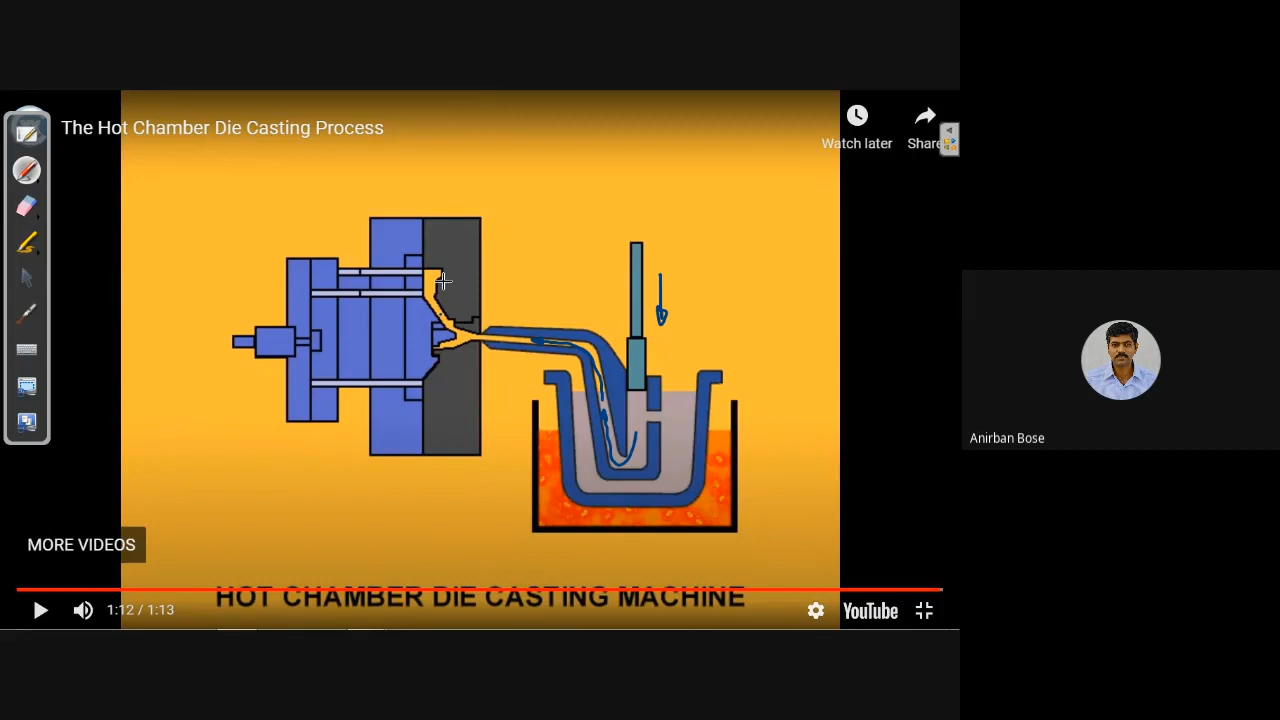 The Hot Chamber Die Casting Process
Watch later
Share
Anirban Bose
MORE VIDEOS
HOT CHAMBER DIE CASTING MACHINE
1:12 / 1:13
YouTube